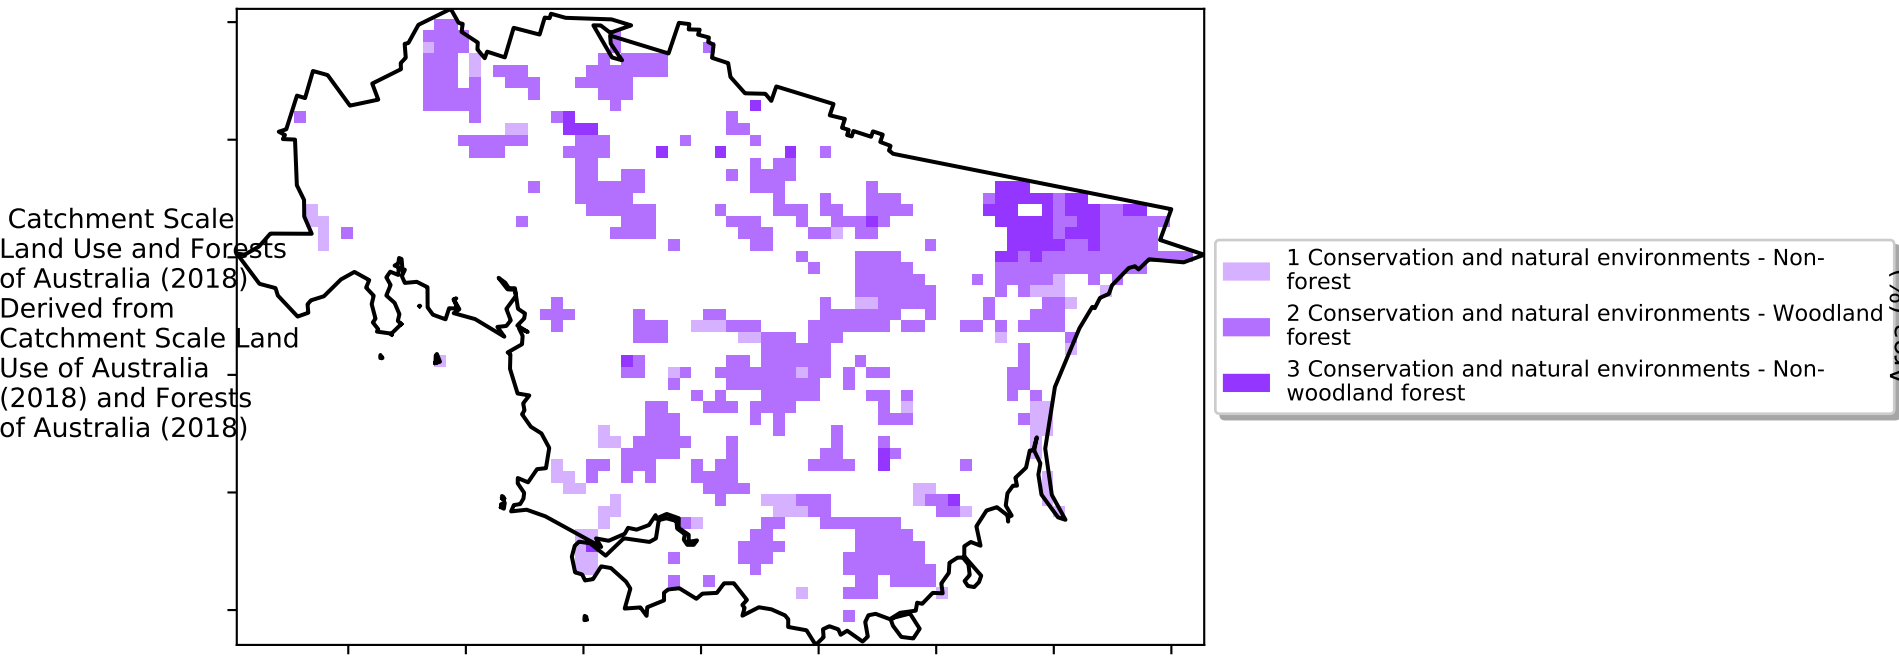 Catchment Scale
Land Use and Forests
of Australia (2018)
Derived from
Catchment Scale Land
Use of Australia
(2018) and Forests
of Australia (2018)
1 Conservation and natural environments - Non-
forest
2 Conservation and natural environments - Woodland
forest
3 Conservation and natural environments - Non-
woodland forest